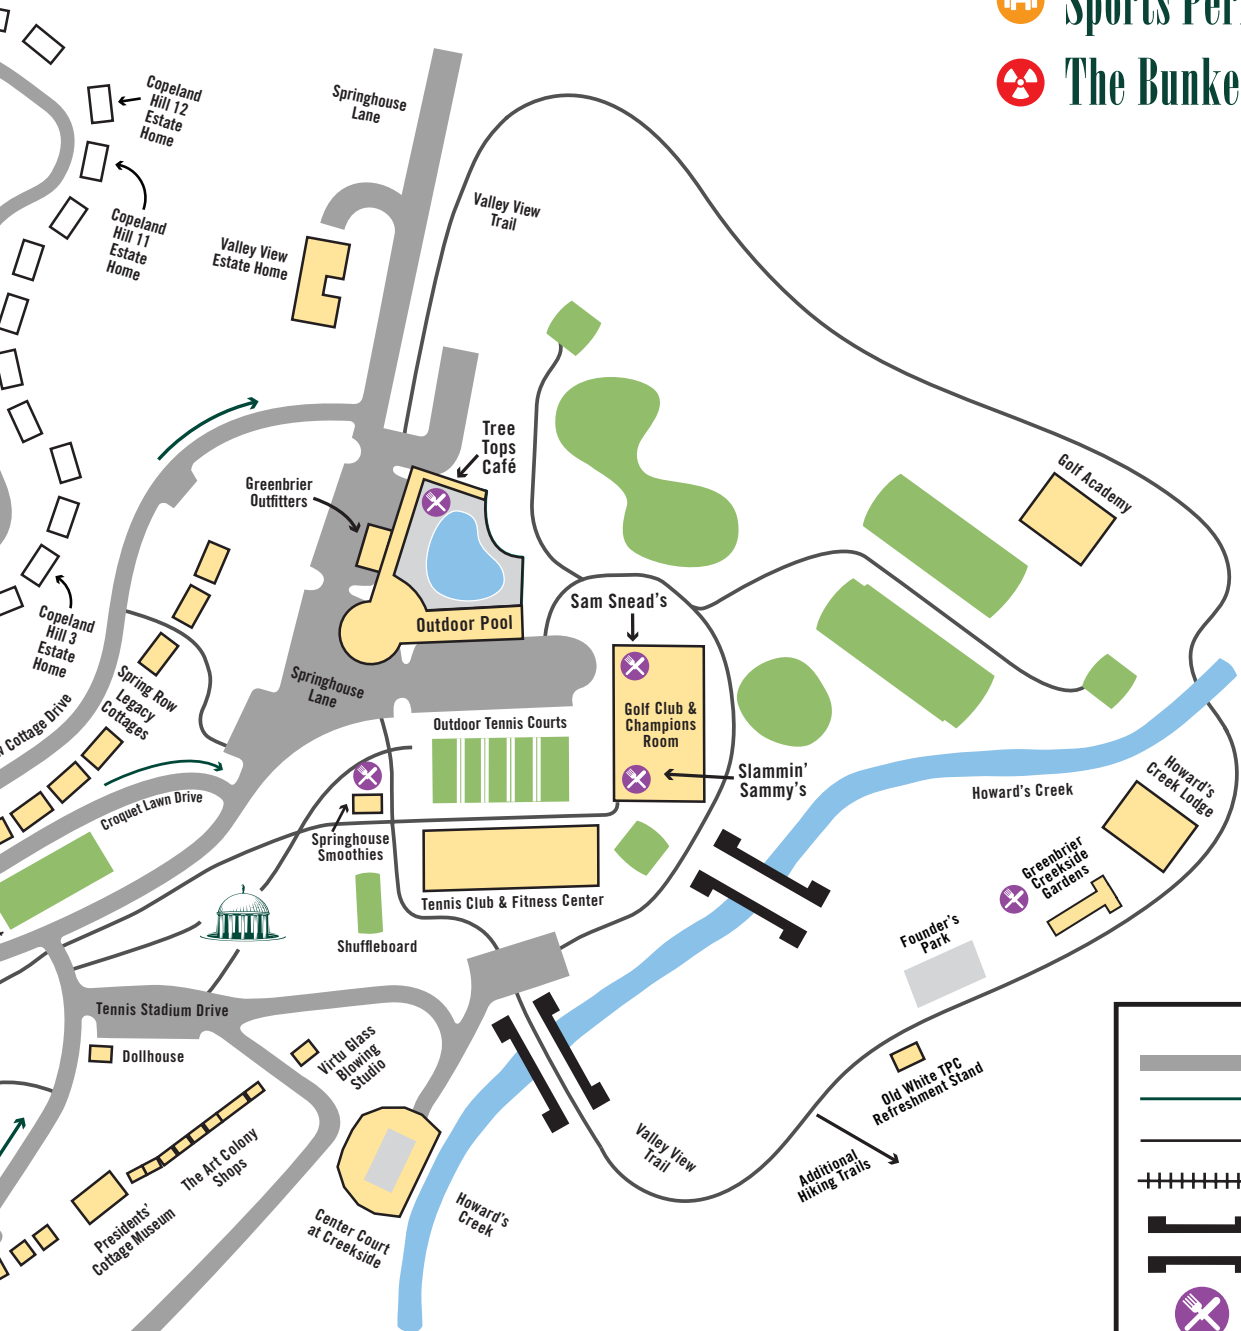 Sports Per
The Bunke
Copeland
Hill 12
Estate
Home
Springhouse
Lane
Valley View
Trail
Copeland
Hill 11
Estate
Home
Valley View
Estate Home
Tree
Tops
Café
Greenbrier
Outfitters
Golf Academy
Outdoor Pool
Sam Snead's
Copeland
Hill 3
Estate
Home
Spring Row
Legacy
Cottages
Springhouse
Lane
Cottage Drive
Golf Club &
Champions
Room
Outdoor Tennis Courts
Slammin'
Sammy's
Howard's Creek
Howard's
Creek Lodge
Croquet Lawn Drive
Springhouse
Smoothies
Greenbrier
Creekside
Gardens
Tennis Club & Fitness Center
Shuffleboard
Founder's
Park
Tennis Stadium Drive
Dollhouse
Virtu Glass
Blowing
Studio
Old White TPC
Refreshment Stand
The Art Colony
Shops
Valley View
Trail
Additional
Hiking Trails
Presidents'
Cottage Museum
Center Court
at Creekside
Howard's
Creek